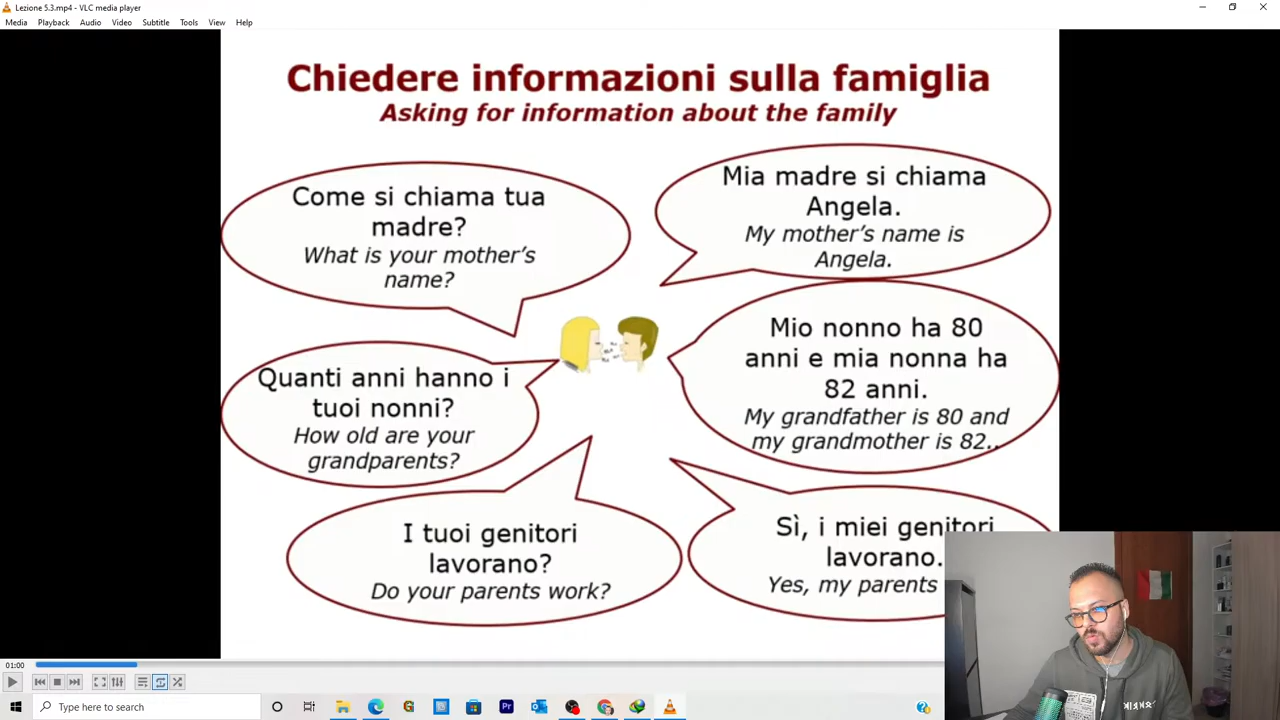 Lezione 5.3.mp4 - VLC media player
Media Playback Audio Video Subtitle Tools View Help
Chiedere informazioni sulla famiglia
Asking for information about the family
Come si chiama tua
madre?
What is your mother's
name?
Mia madre si chiama
Angela.
My mother's name is
Angela.
Quanti anni hanno i
tuoi nonni?
How old are your
grandparents?
Mio nonno ha 80
anni e mia nonna ha
82 anni.
My grandfather is 80 and
my grandmother is 82..
I tuoi genitori
lavorano?
Do your parents work?
Sì, i miei genitori
lavorano.
Yes, my parents
01:00
Type here to search